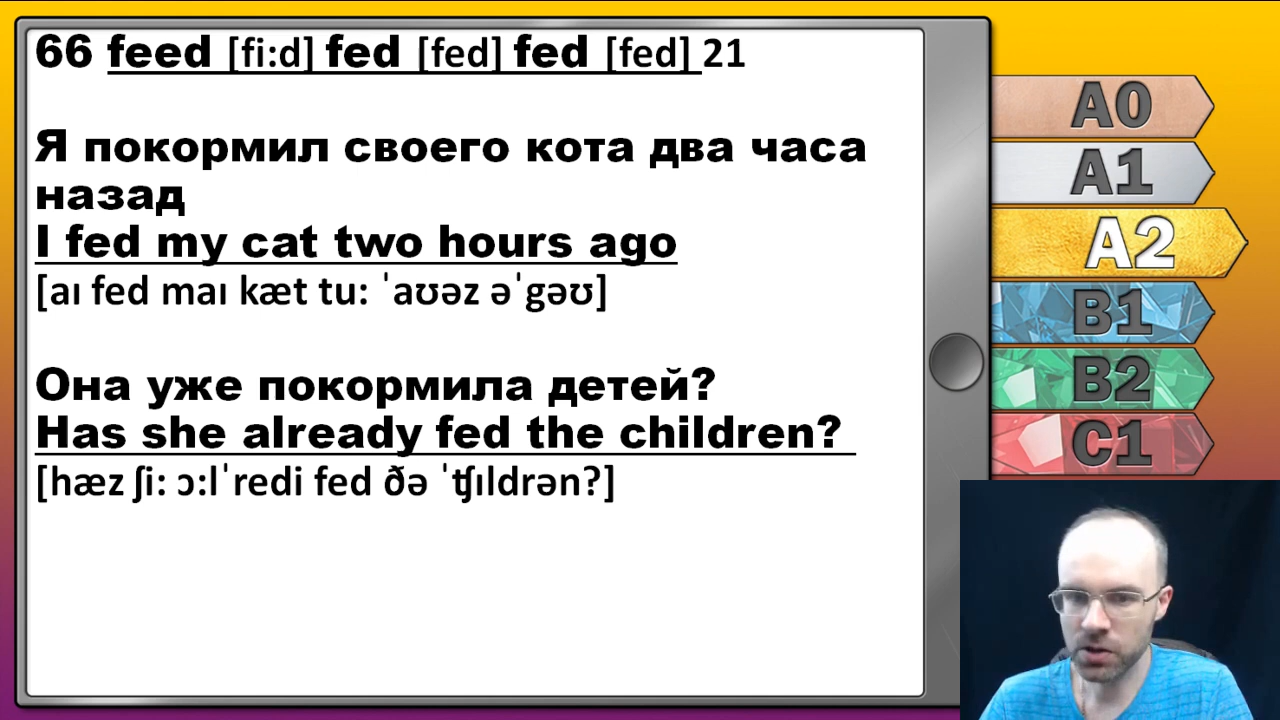 66 feed [fi:d] fed [fed] fed [fed] 21
Я покормил своего кота два часа
назад
I fed my cat two hours ago
[aɪ fed maɪ kæt tu: ˈaʊəz əˈgəʊ]
Она уже покормила детей?
Has she already fed the children?
[hæz ʃi: ɔ:lˈredi fed ðə ˈʧɪldrən?]
A0
A1
A2
B1
B2
C1